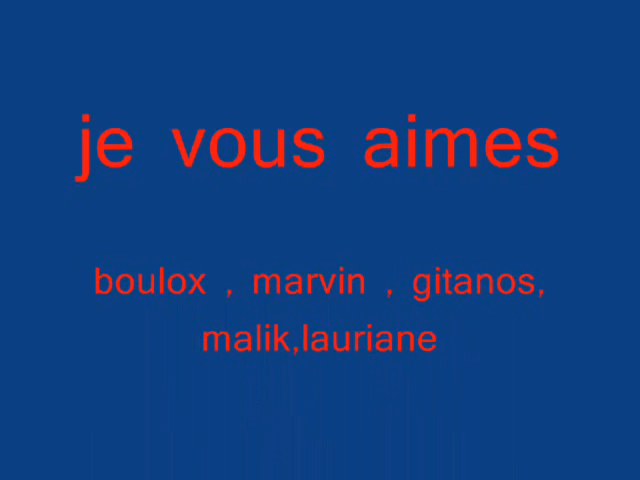 je vous aimes
boulox , marvin , gitanos,
malik,lauriane